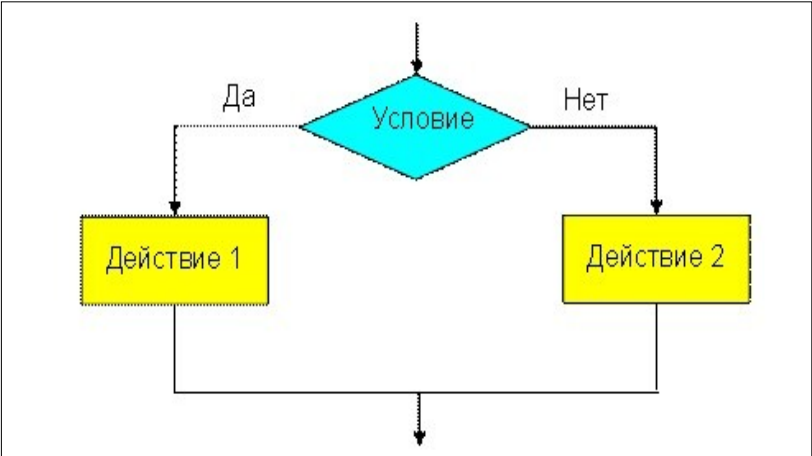 Да
Условие
Нет
Действие 1
Действие 2